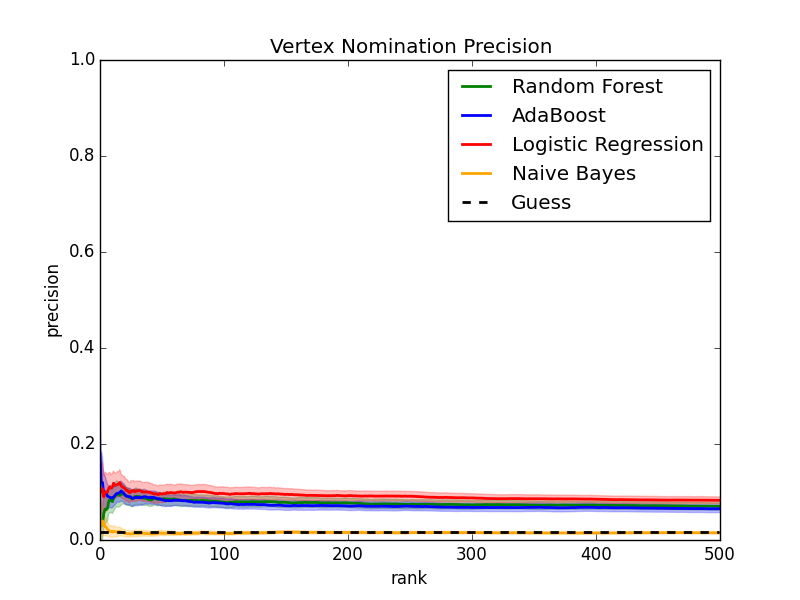 Vertex Nomination Precision
1.0
0.8
0.6
0.4
0.2
0.0
precision
Random Forest
AdaBoost
Logistic Regression
Naive Bayes
Guess
0 100 200 300 400 500
rank